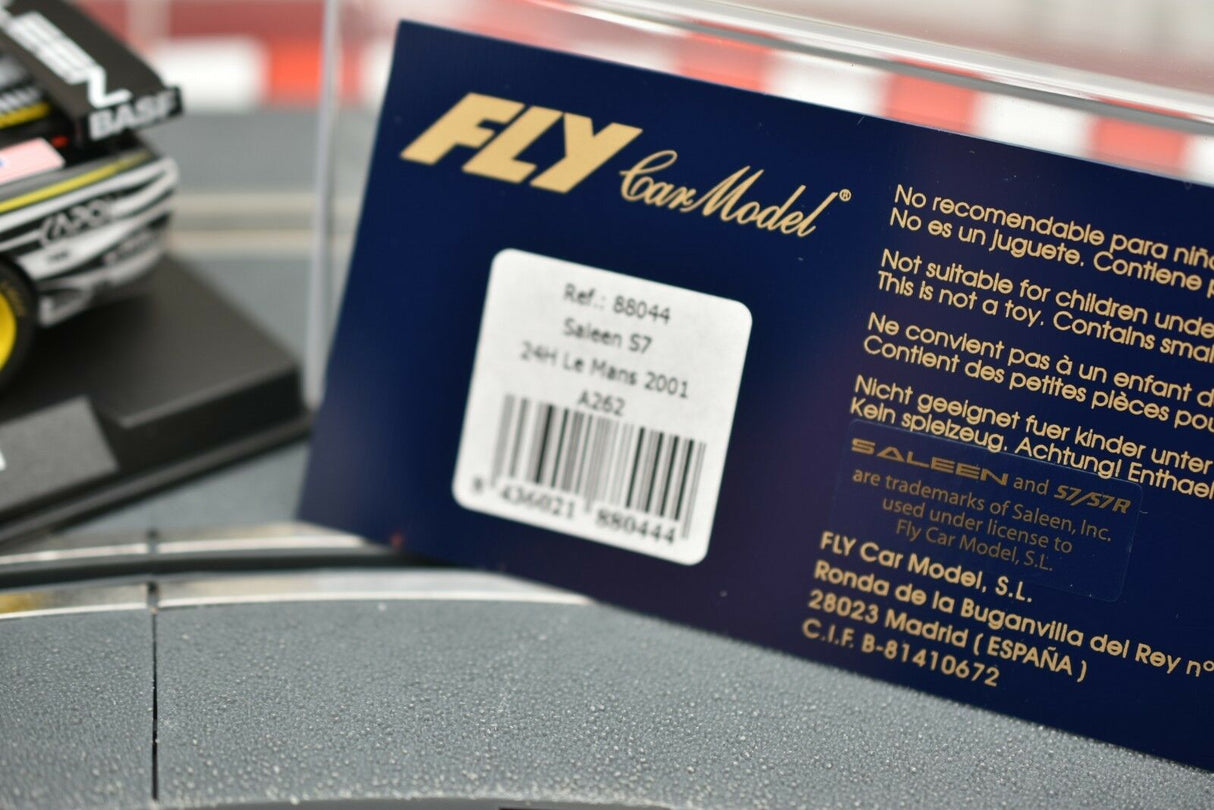 BASF
FLY Car Model®
Ref.: 88044
Saleen S7
24H Le Mans 2001
A262
8 436021 880444
No recomendable para niñ
No es un juguete. Contiene
Not suitable for children unde
This is not a toy. Contains smal
Ne convient pas à un enfant d
Contient des petites pièces pou
Nicht geeignet fuer kinder unter
Kein spielzeug. Achtung! Enthael
SALEEN and S7/S7R
are trademarks of Saleen, Inc.
used under license to
Fly Car Model, S.L.
FLY Car Model, S.L.
Ronda de la Buganvilla del Rey nº
28023 Madrid ( ESPAÑA )
C.I.F. B-81410672